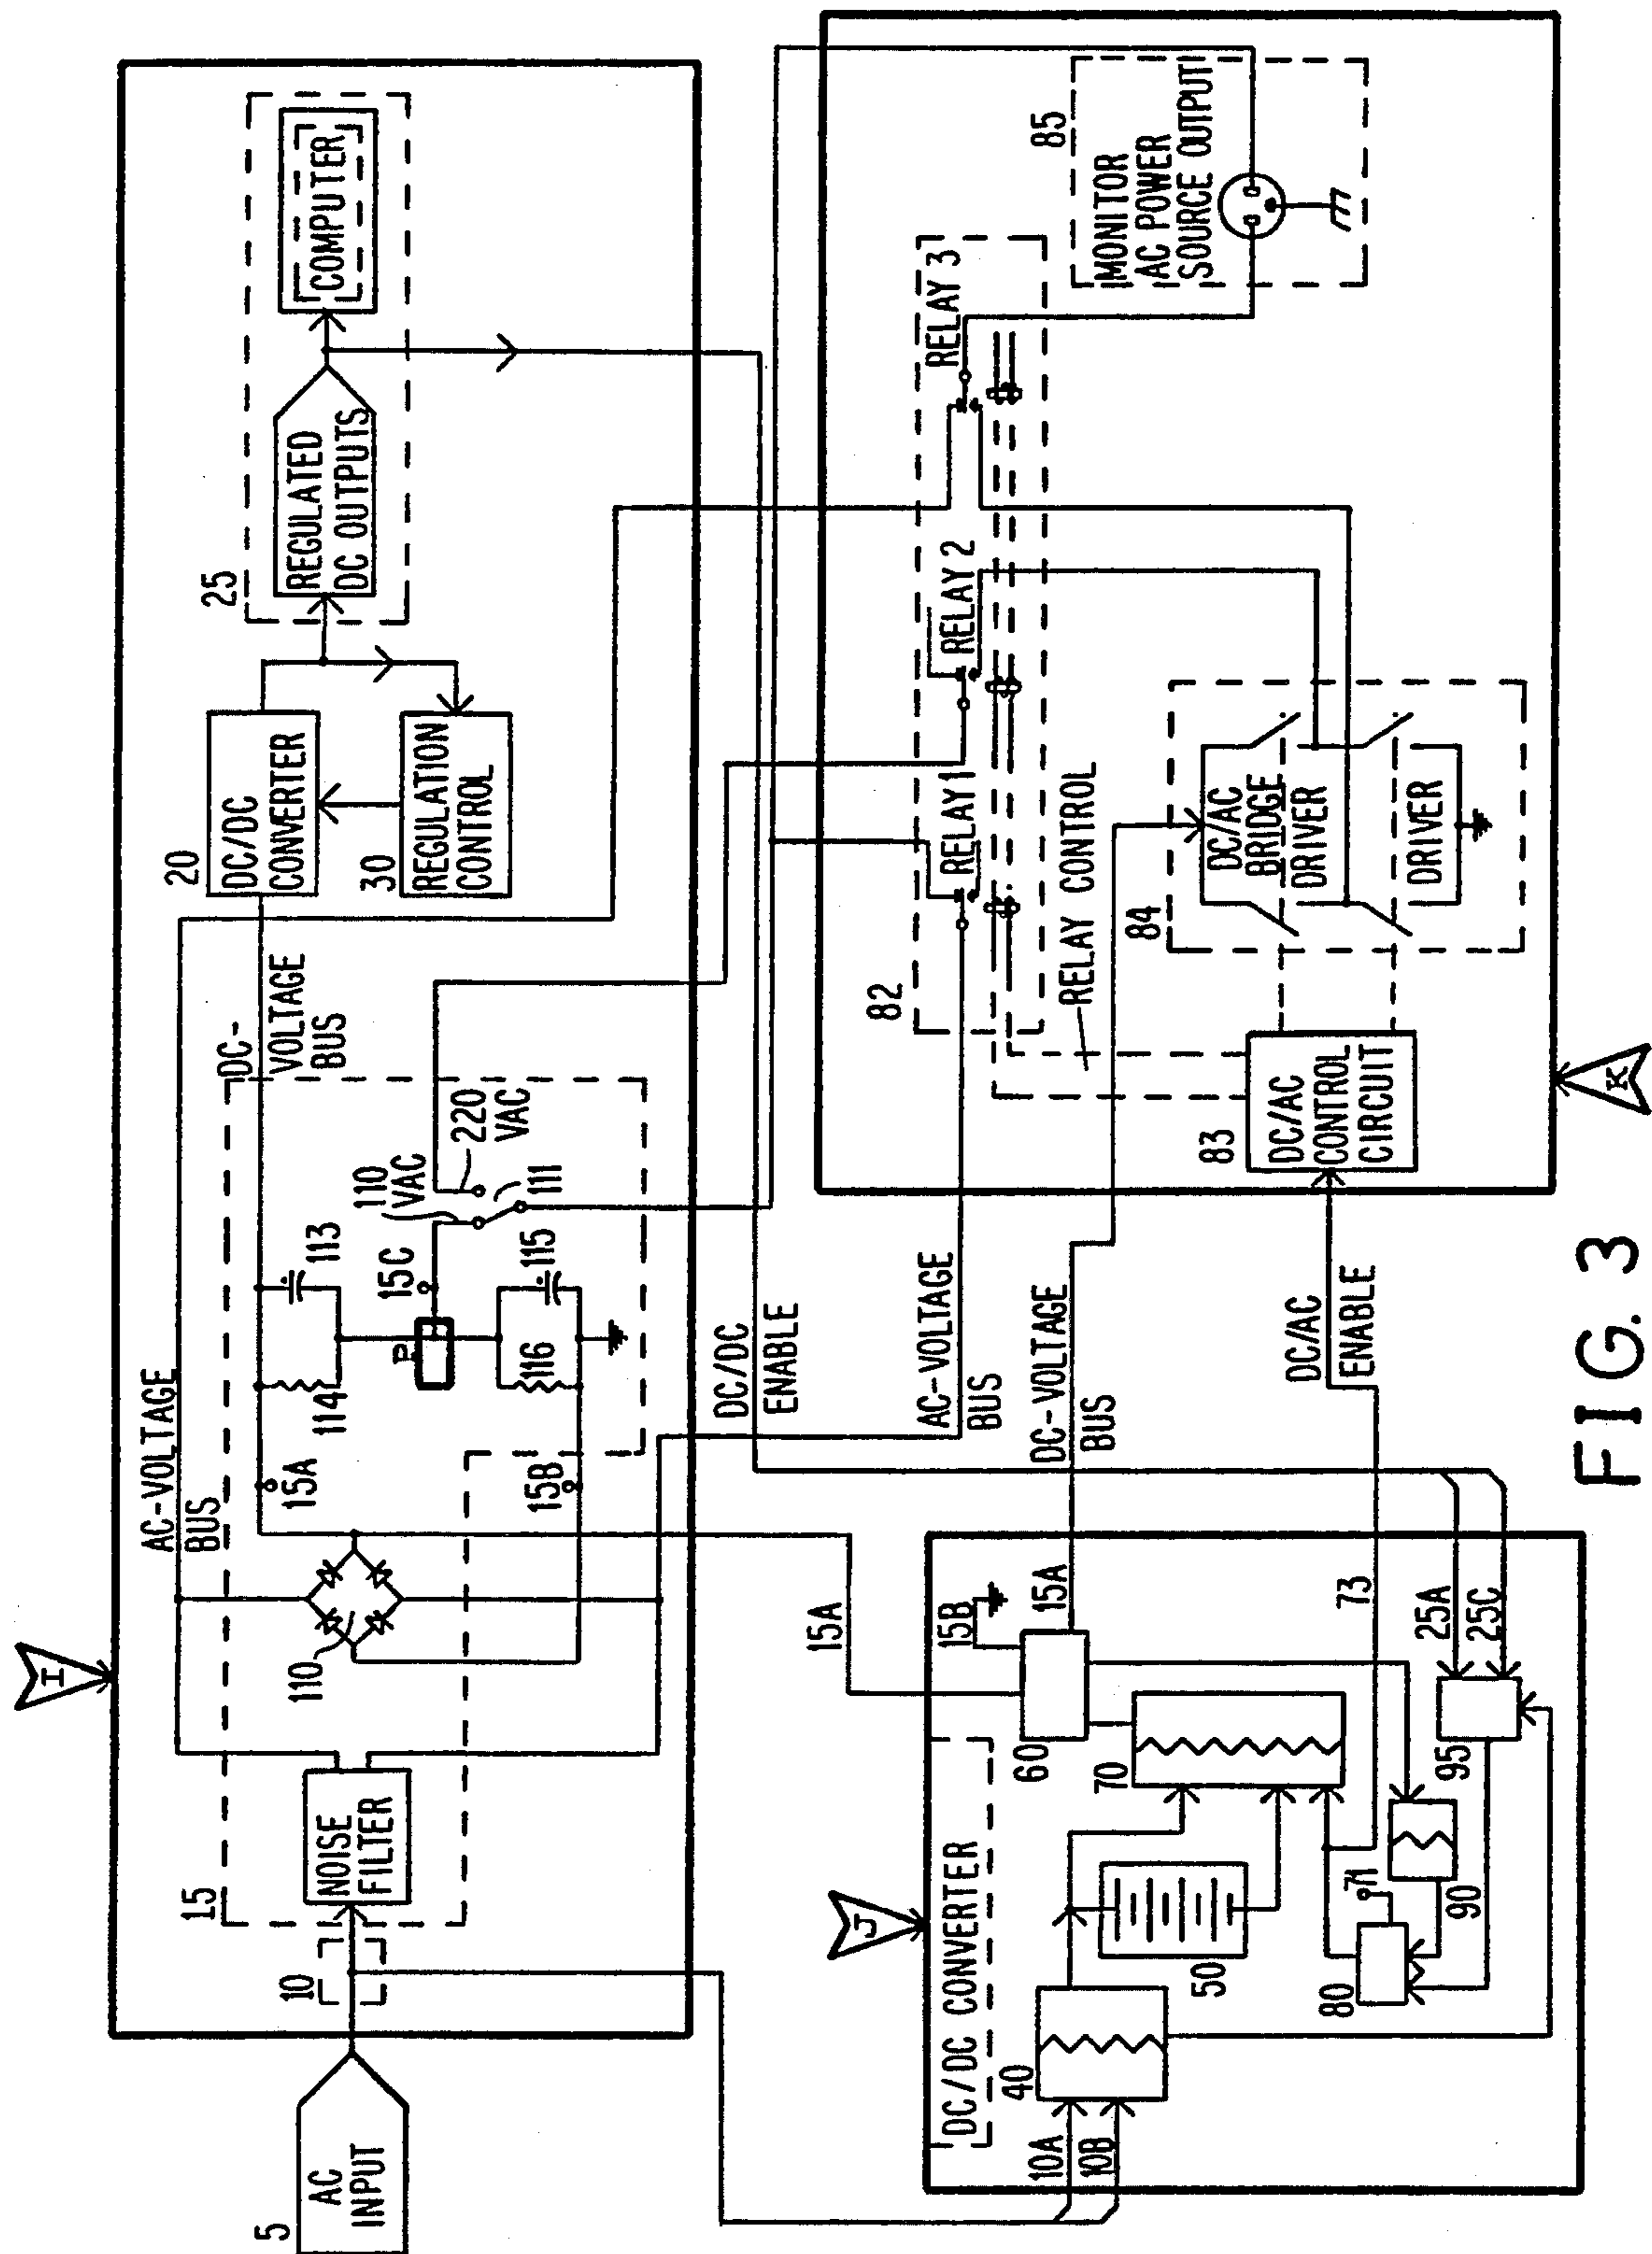 I
5
AC
INPUT
10
15
NOISE
FILTER
110
AC-VOLTAGE
BUS
15A
15B
114
113
116
115
P
15C
110
VAC
220
VAC
111
DC-
VOLTAGE
BUS
20
DC/DC
CONVERTER
30
REGULATION
CONTROL
25
REGULATED
DC OUTPUTS
COMPUTER
J
DC/DC CONVERTER
10A
10B
40
50
60
70
71
80
90
95
15A
15B
15A
73
25A
25C
DC/DC
ENABLE
AC-VOLTAGE
BUS
DC-VOLTAGE
BUS
DC/AC
ENABLE
K
82
RELAY 1
RELAY 2
RELAY 3
RELAY CONTROL
83
DC/AC
CONTROL
CIRCUIT
84
DC/AC
BRIDGE
DRIVER
DRIVER
85
MONITOR
AC POWER
SOURCE OUTPUT
FIG. 3